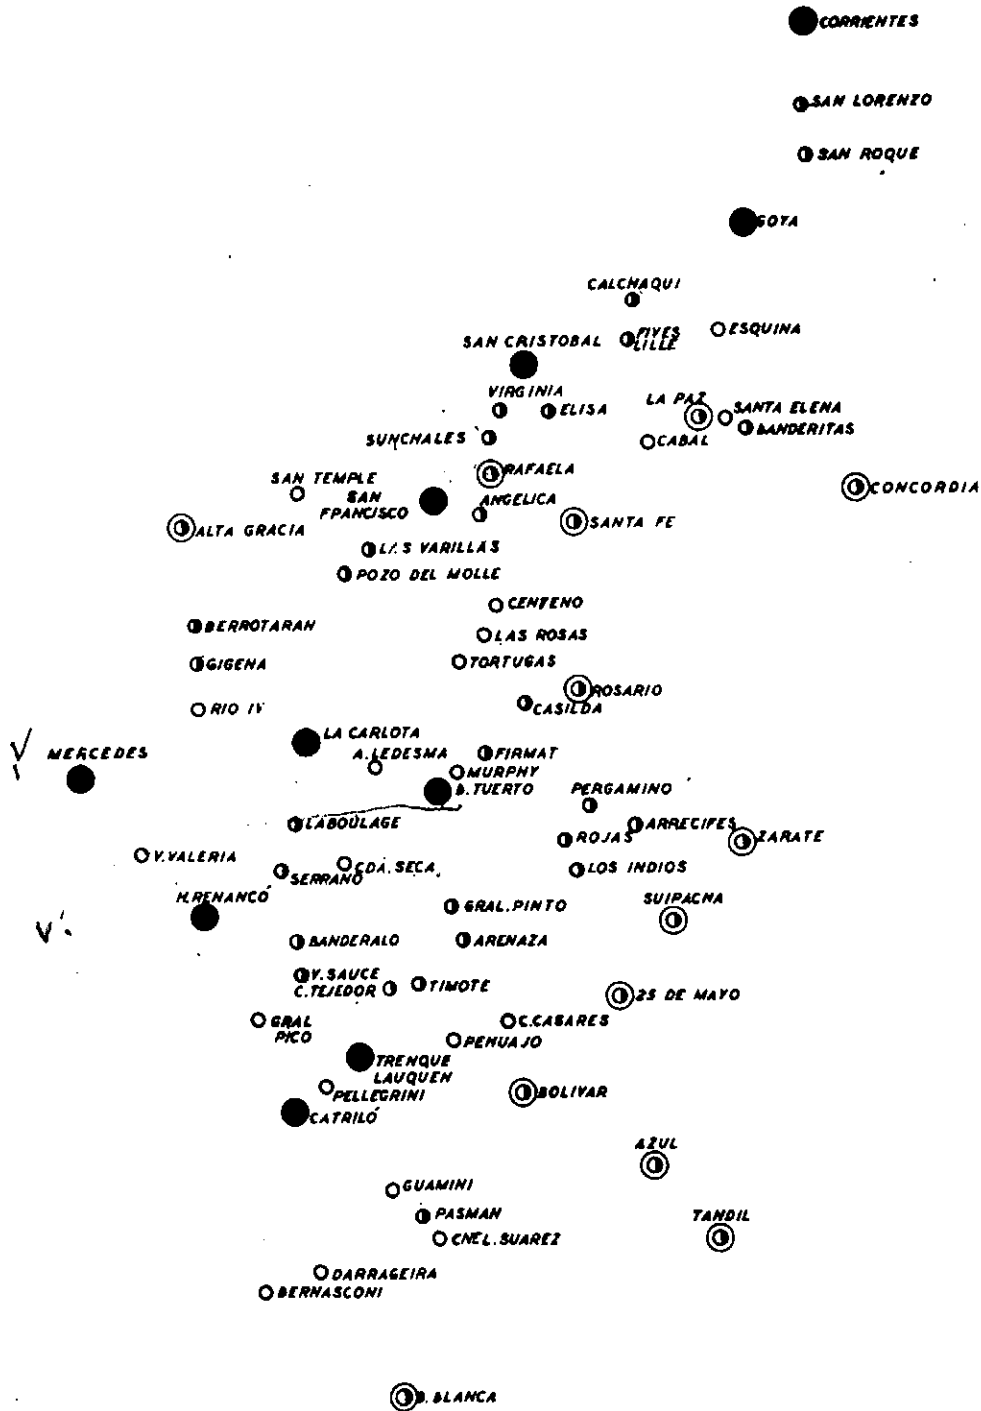 CORRIENTES
SAN LORENZO
SAN ROQUE
GOYA
CALCHAQUI
FIVES
LILLE
ESQUINA
SAN CRISTOBAL
VIRGINIA
ELISA
LA PAZ
SANTA ELENA
BANDERITAS
SUNCHALES
CABAL
RAFAELA
SAN TEMPLE
SAN
FRANCISCO
ANGELICA
CONCORDIA
ALTA GRACIA
SANTA FE
LAS VARILLAS
POZO DEL MOLLE
CENTENO
BERROTARAN
LAS ROSAS
GIGENA
TORTUGAS
ROSARIO
RIO IV
CASILDA
LA CARLOTA
MERCEDES
A. LEDESMA
FIRMAT
MURPHY
B. TUERTO
PERGAMINO
LABOULAGE
ROJAS
ARRECIFES
ZARATE
V. VALERIA
CDA. SECA
SERRANO
LOS INDIOS
H. RENANCÓ
GRAL. PINTO
SUIPACHA
BANDERALO
ARENAZA
V. SAUCE
C. TEJEDOR
TIMOTE
25 DE MAYO
GRAL
PICO
C. CASARES
PEHUAJO
TRENQUE
LAUQUEN
PELLEGRINI
BOLIVAR
CATRILÓ
AZUL
GUAMINI
PASMAN
TANDIL
CNEL. SUAREZ
DARRAGEIRA
BERNASCONI
B. BLANCA